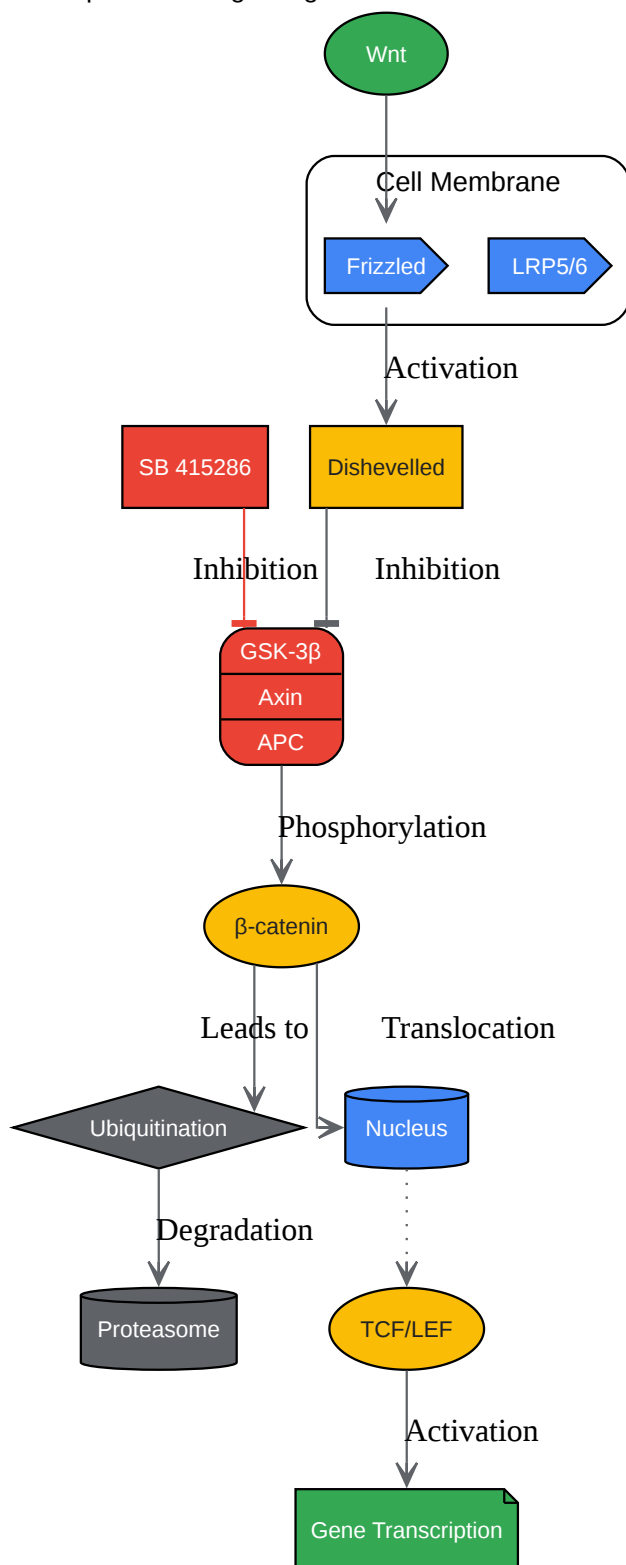 Wnt
Cell Membrane
Frizzled
LRP5/6
Activation
SB 415286
Dishevelled
Inhibition
Inhibition
GSK-3β
Axin
APC
Phosphorylation
β-catenin
Leads to
Translocation
Ubiquitination
Nucleus
Degradation
Proteasome
TCF/LEF
Activation
Gene Transcription